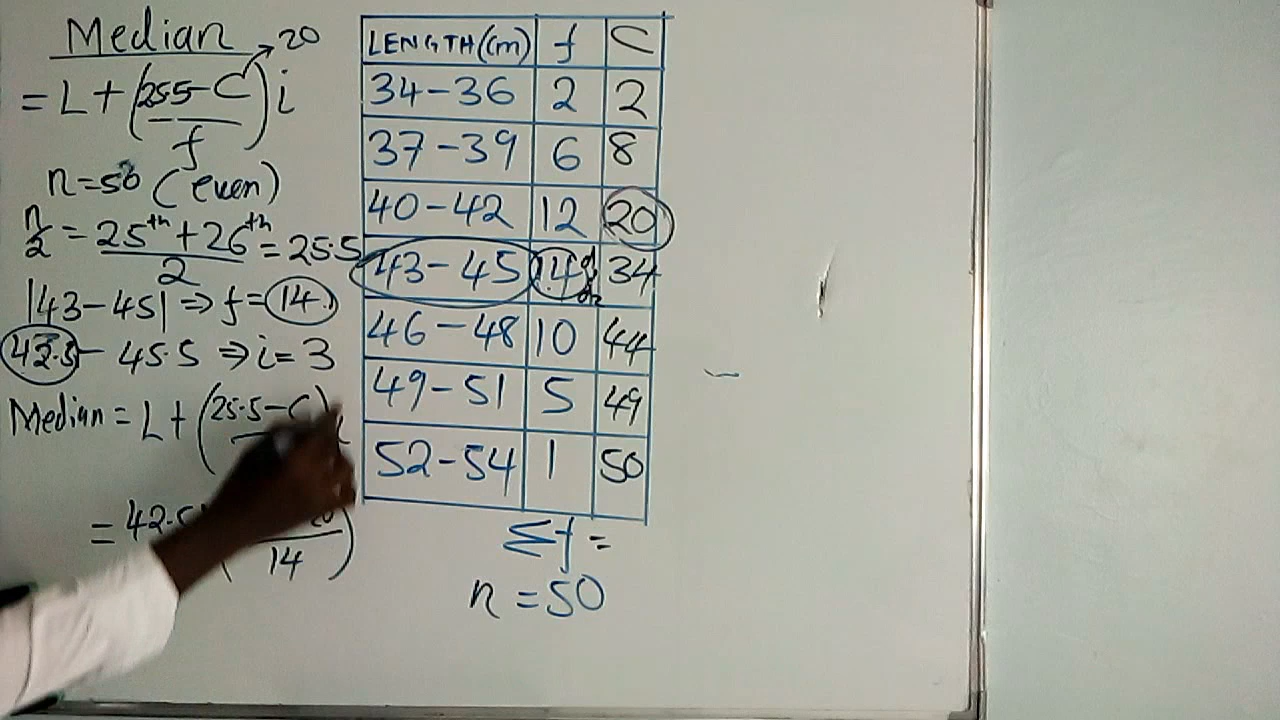 Median
20
= L + (25.5 - C / f) i
n = 50 (even)
n/2 = 25th + 26th / 2 = 25.5
|43 - 45| => f = 14
42.5 - 45.5 => i = 3
Median = L + (25.5 - C
= 42.5
20
14
LENGTH (cm) f C
34 - 36 2 2
37 - 39 6 8
40 - 42 12 20
43 - 45 14 34
46 - 48 10 44
49 - 51 5 49
52 - 54 1 50
Σf =
n = 50